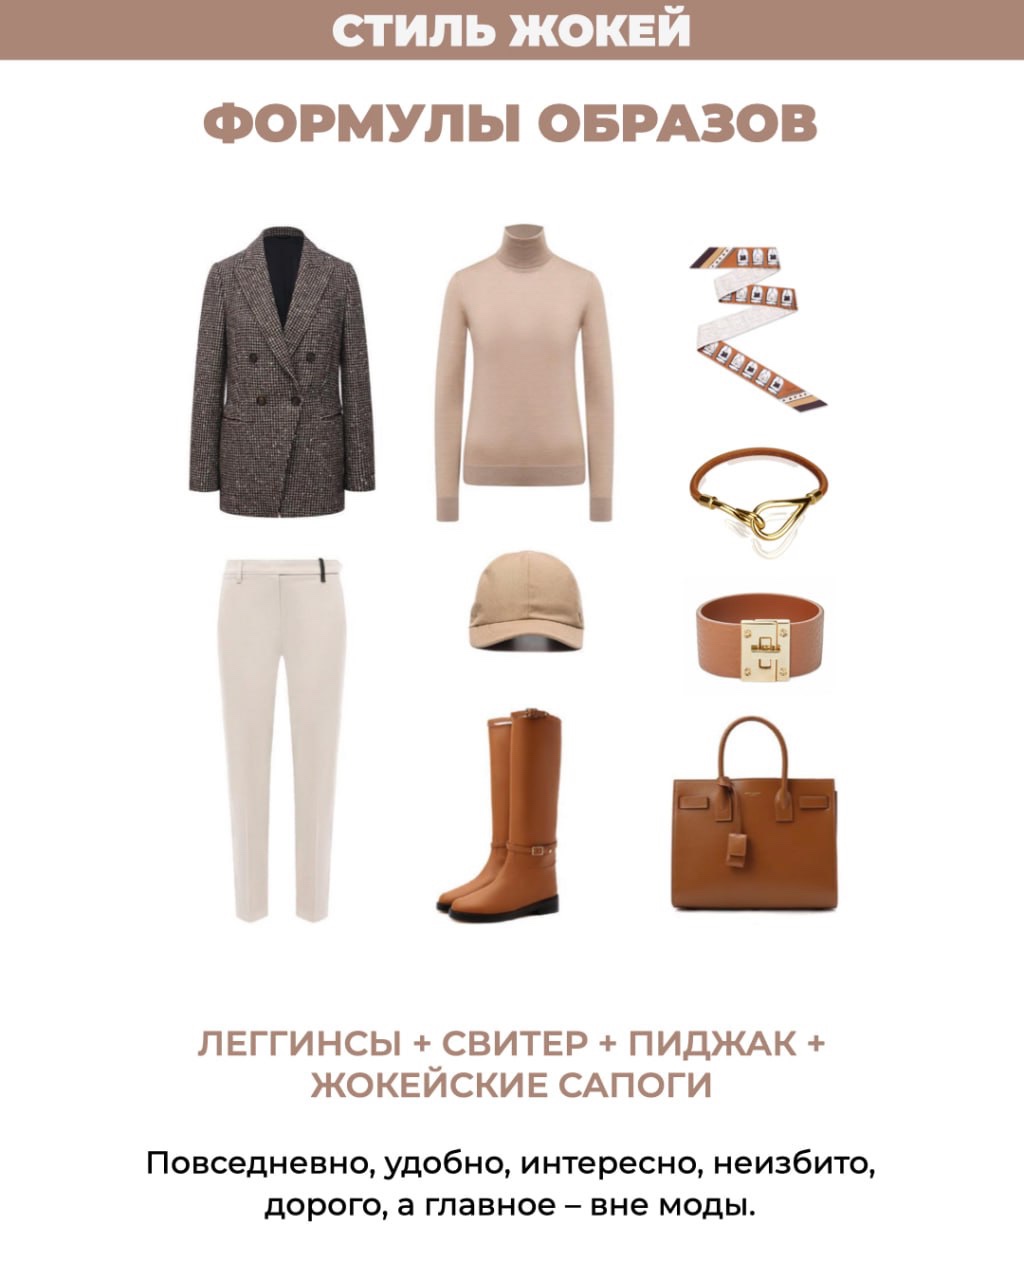 СТИЛЬ ЖОКЕЙ
ФОРМУЛЫ ОБРАЗОВ
ЛЕГГИНСЫ + СВИТЕР + ПИДЖАК +
ЖОКЕЙСКИЕ САПОГИ
Повседневно, удобно, интересно, неизбито,
дорого, а главное – вне моды.